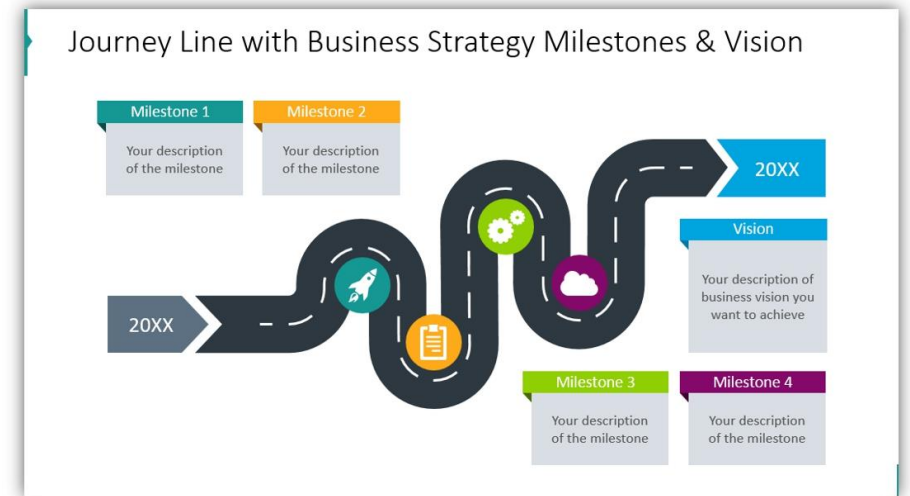 Journey Line with Business Strategy Milestones & Vision
Milestone 1
Your description
of the milestone
Milestone 2
Your description
of the milestone
20XX
20XX
Vision
Your description of
business vision you
want to achieve
Milestone 3
Your description
of the milestone
Milestone 4
Your description
of the milestone